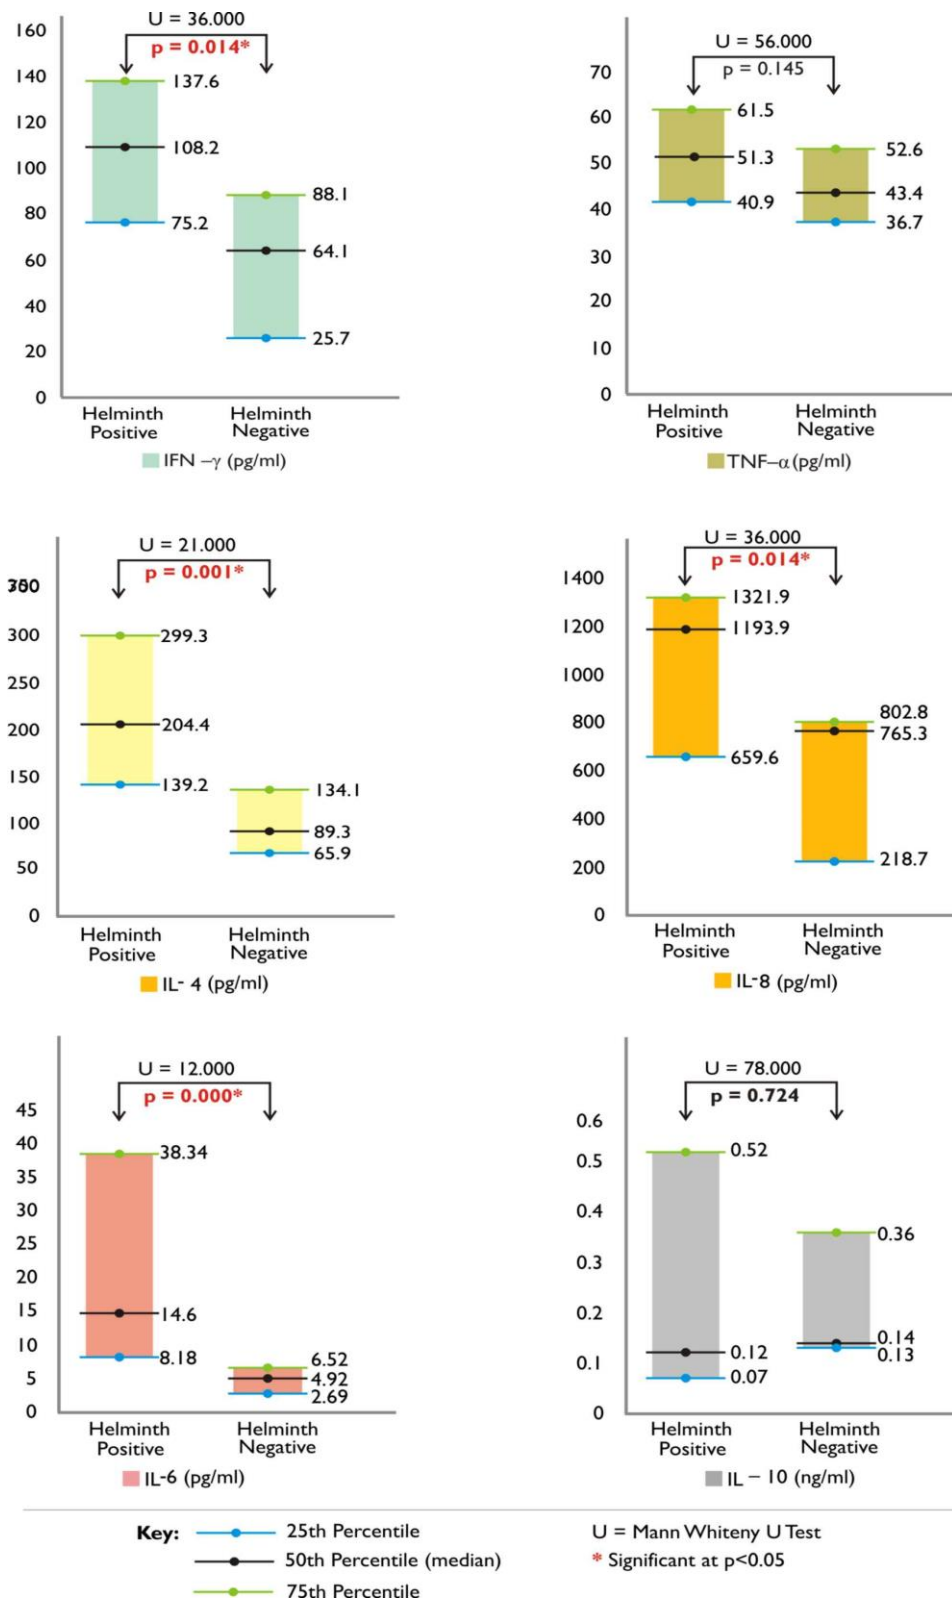 U = 36.000
p = 0.014*
160
140
120
100
80
60
40
20
0
137.6
108.2
75.2
88.1
64.1
25.7
Helminth
Positive
Helminth
Negative
IFN –γ (pg/ml)
U = 56.000
p = 0.145
70
60
50
40
30
20
10
0
61.5
51.3
40.9
52.6
43.4
36.7
Helminth
Positive
Helminth
Negative
TNF–α (pg/ml)
U = 21.000
p = 0.001*
300
250
200
150
100
50
0
299.3
204.4
139.2
134.1
89.3
65.9
Helminth
Positive
Helminth
Negative
IL- 4 (pg/ml)
U = 36.000
p = 0.014*
1400
1200
1000
800
600
400
200
0
1321.9
1193.9
659.6
802.8
765.3
218.7
Helminth
Positive
Helminth
Negative
IL-8 (pg/ml)
U = 12.000
p = 0.000*
45
40
35
30
25
20
15
10
5
0
38.34
14.6
8.18
6.52
4.92
2.69
Helminth
Positive
Helminth
Negative
IL-6 (pg/ml)
U = 78.000
p = 0.724
0.6
0.5
0.4
0.3
0.2
0.1
0
0.52
0.12
0.07
0.36
0.14
0.13
Helminth
Positive
Helminth
Negative
IL – 10 (ng/ml)
Key:
25th Percentile
50th Percentile (median)
75th Percentile
U = Mann Whiteny U Test
* Significant at p<0.05